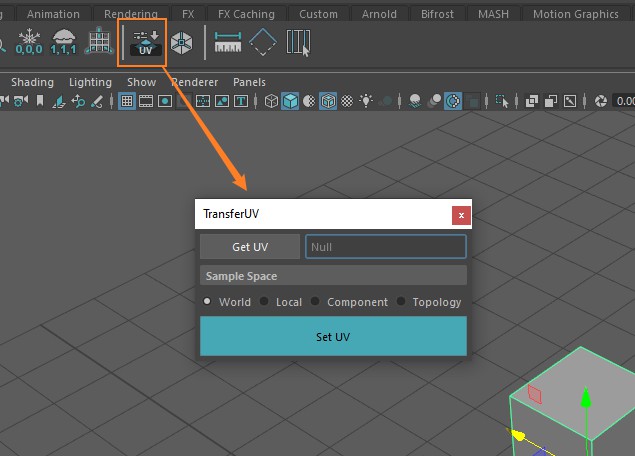 Animation Rendering FX FX Caching Custom Arnold Bifrost MASH Motion Graphics
0,0,0 1,1,1 UV
Shading Lighting Show Renderer Panels
T 0.00
TransferUV x
Get UV Null
Sample Space
World Local Component Topology
Set UV